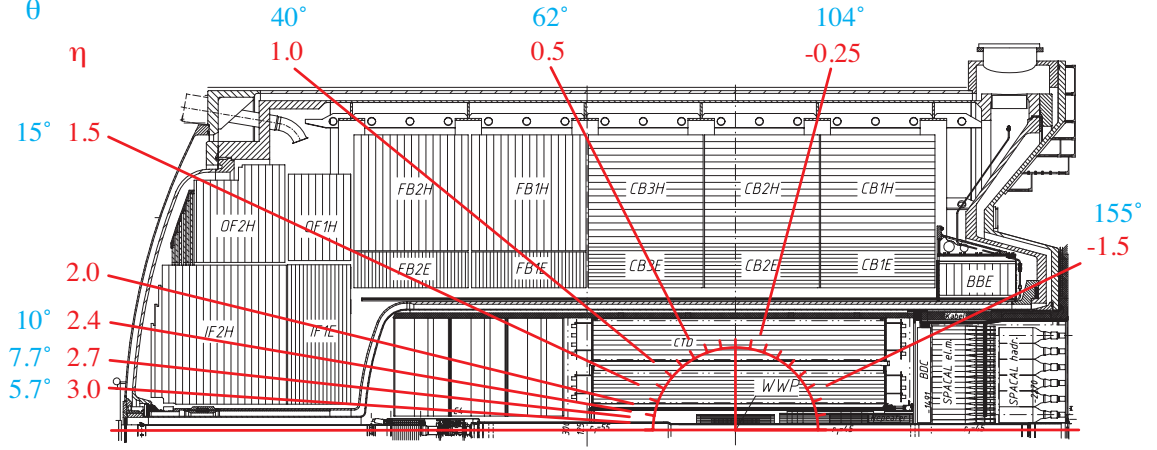 θ 40° 62° 104°
η 1.0 0.5 -0.25
15° 1.5
FB2H FB1H CB3H CB2H CB1H
OF2H OF1H
155°
-1.5
2.0 FB2E FB1E CB3E CB2E CB1E
BBE
10° 2.4 IF2H IF1E
Kabel
7.7° 2.7 CTD
5.7° 3.0 WWP BDC SPACAL el.m. SPACAL hadr.